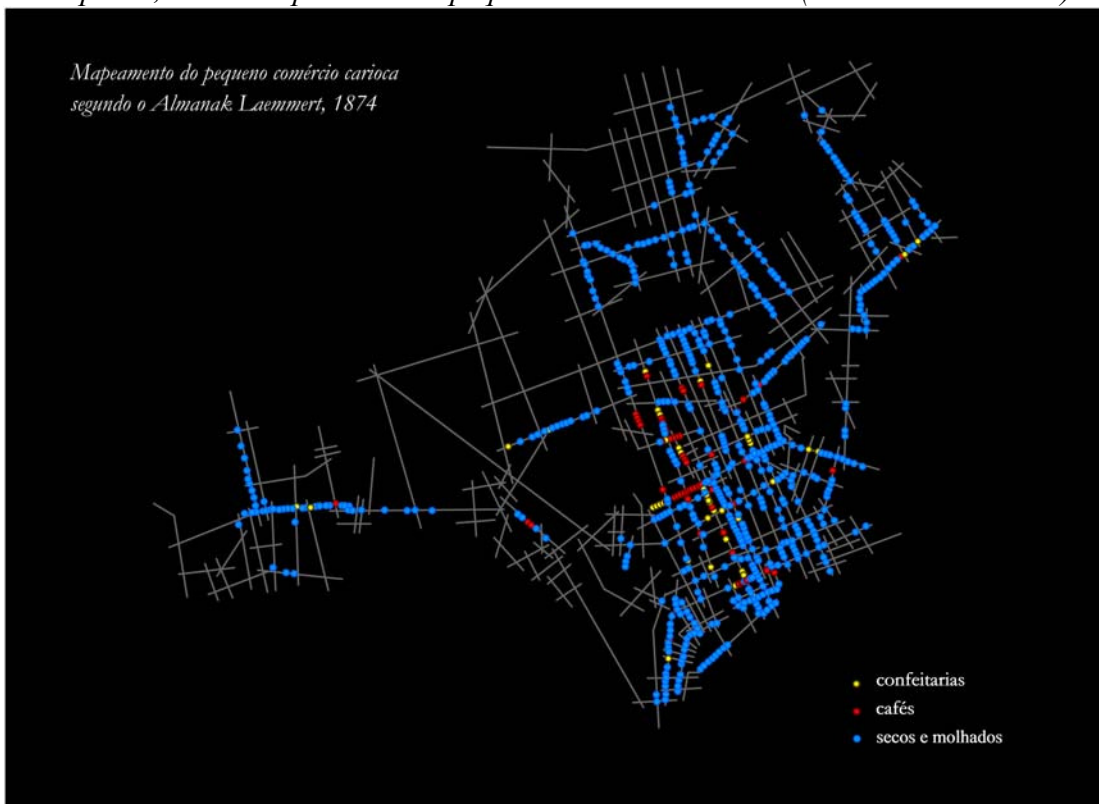 Mapeamento do pequeno comércio carioca
segundo o Almanak Laemmert, 1874
confeitarias
cafés
secos e molhados